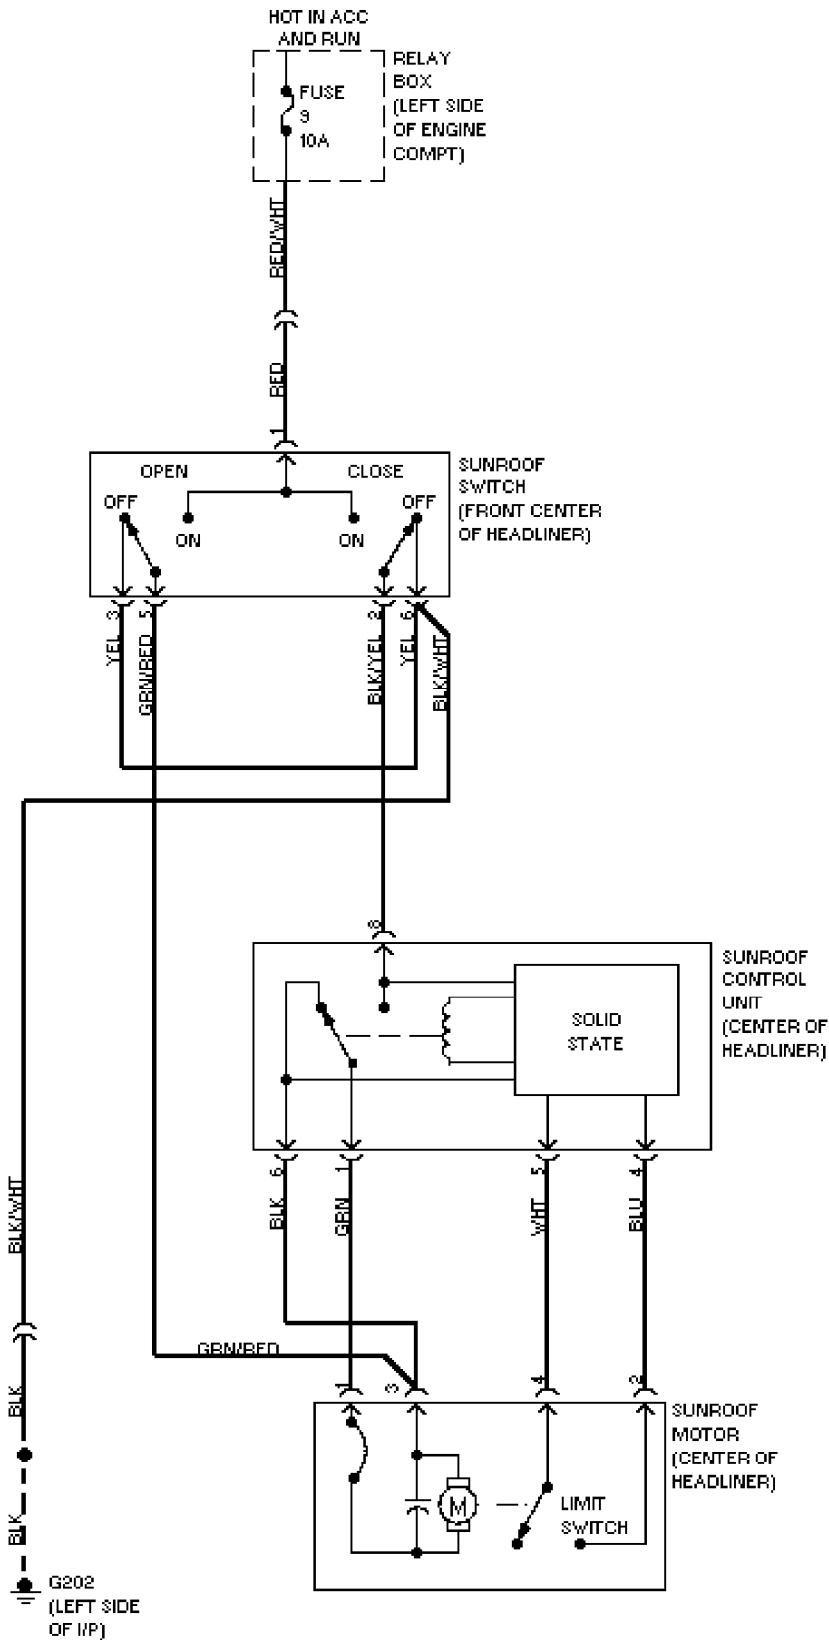 HOT IN ACC
AND RUN
RELAY
BOX
(LEFT SIDE
OF ENGINE
COMPT)
FUSE
9
10A
RED/WHT
RED
1
SUNROOF
SWITCH
(FRONT CENTER
OF HEADLINER)
OPEN
CLOSE
OFF
OFF
ON
ON
3
5
2
6
YEL
GRN/RED
BLK/YEL
YEL
BLK/WHT
8
SUNROOF
CONTROL
UNIT
(CENTER OF
HEADLINER)
SOLID
STATE
6
1
5
4
BLK/WHT
BLK
GRN
WHT
BLU
GRN/RED
1
3
4
2
BLK
SUNROOF
MOTOR
(CENTER OF
HEADLINER)
M
LIMIT
SWITCH
BLK
G202
(LEFT SIDE
OF I/P)